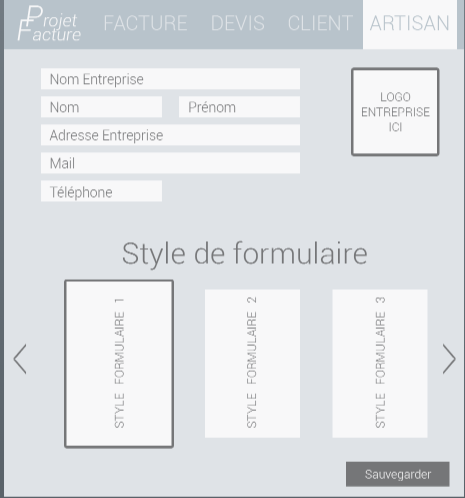 Projet
Facture
FACTURE DEVIS CLIENT ARTISAN
Nom Entreprise
Nom Prénom
Adresse Entreprise
Mail
Téléphone
LOGO
ENTREPRISE
ICI
Style de formulaire
STYLE FORMULAIRE 1
STYLE FORMULAIRE 2
STYLE FORMULAIRE 3
Sauvegarder